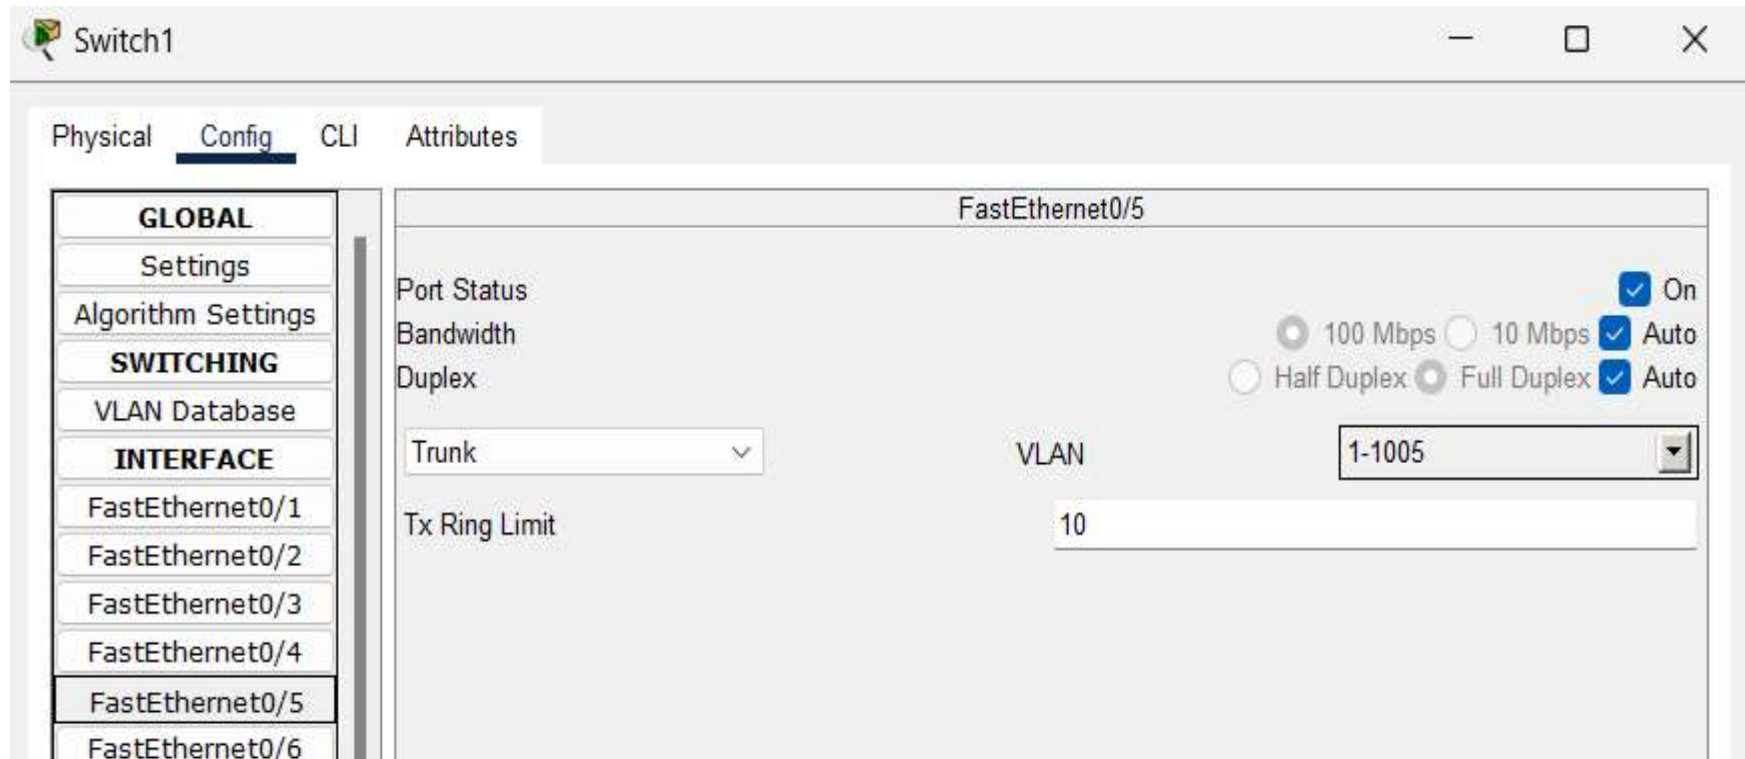 Switch1
Physical Config CLI Attributes
GLOBAL
Settings
Algorithm Settings
SWITCHING
VLAN Database
INTERFACE
FastEthernet0/1
FastEthernet0/2
FastEthernet0/3
FastEthernet0/4
FastEthernet0/5
FastEthernet0/6
FastEthernet0/5
Port Status On
Bandwidth 100 Mbps 10 Mbps Auto
Duplex Half Duplex Full Duplex Auto
Trunk VLAN 1-1005
Tx Ring Limit 10